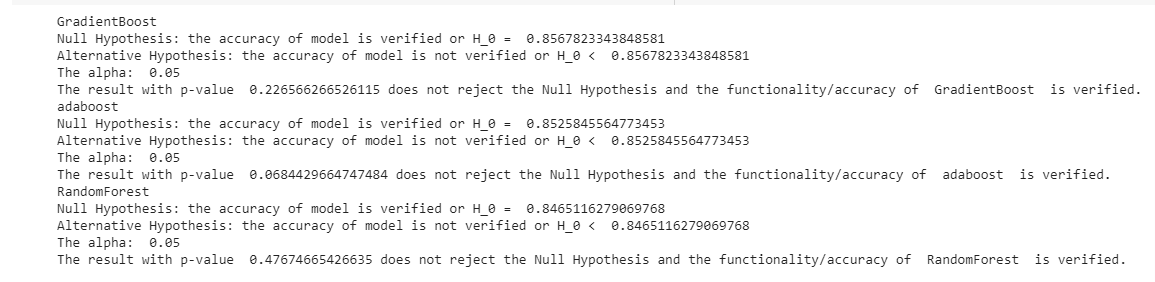 GradientBoost
Null Hypothesis: the accuracy of model is verified or H_0 =  0.8567823343848581
Alternative Hypothesis: the accuracy of model is not verified or H_0 <  0.8567823343848581
The alpha:  0.05
The result with p-value  0.226566266526115 does not reject the Null Hypothesis and the functionality/accuracy of  GradientBoost  is verified.
adaboost
Null Hypothesis: the accuracy of model is verified or H_0 =  0.8525845564773453
Alternative Hypothesis: the accuracy of model is not verified or H_0 <  0.8525845564773453
The alpha:  0.05
The result with p-value  0.0684429664747484 does not reject the Null Hypothesis and the functionality/accuracy of  adaboost  is verified.
RandomForest
Null Hypothesis: the accuracy of model is verified or H_0 =  0.8465116279069768
Alternative Hypothesis: the accuracy of model is not verified or H_0 <  0.8465116279069768
The alpha:  0.05
The result with p-value  0.47674665426635 does not reject the Null Hypothesis and the functionality/accuracy of  RandomForest  is verified.